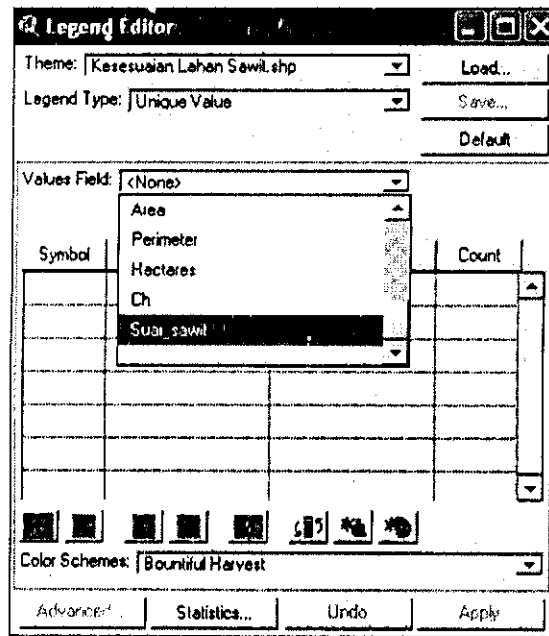 Legend Editor
Theme: Kesesuaian Lahan Sawit.shp
Load...
Legend Type: Unique Value
Save...
Default
Values Field: <None>
Area
Perimeter
Hectares
Ch
Suai_sawit
Symbol
Count
Color Schemes: Bountiful Harvest
Advanced...
Statistics...
Undo
Apply